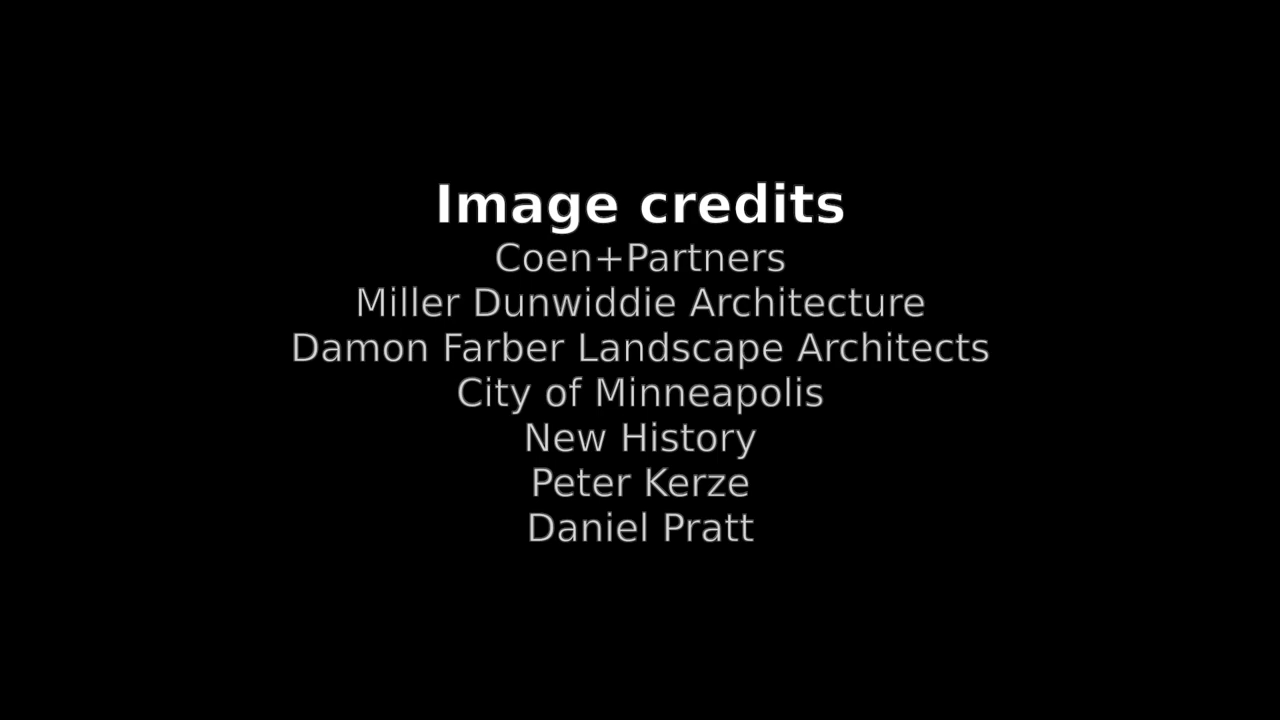 Image credits
Coen+Partners
Miller Dunwiddie Architecture
Damon Farber Landscape Architects
City of Minneapolis
New History
Peter Kerze
Daniel Pratt